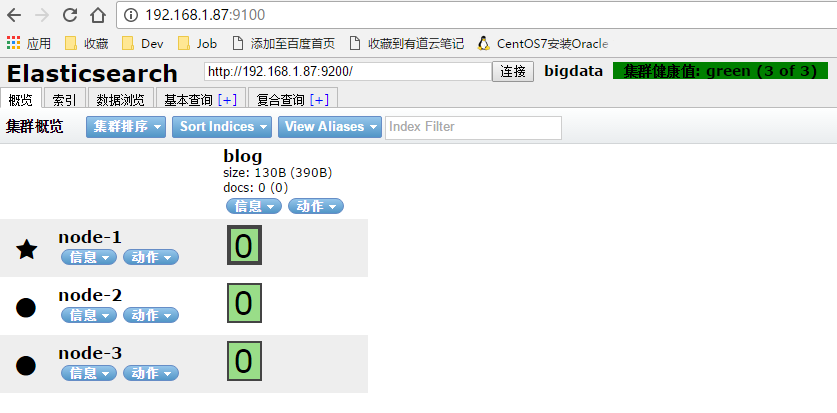 192.168.1.87:9100
应用 收藏 Dev Job 添加至百度首页 收藏到有道云笔记 CentOS7安装Oracle
Elasticsearch http://192.168.1.87:9200/ 连接 bigdata 集群健康值: green (3 of 3)
概览 索引 数据浏览 基本查询 [+] 复合查询 [+]
集群概览 集群排序 Sort Indices View Aliases Index Filter
blog
size: 130B (390B)
docs: 0 (0)
信息 动作
node-1 0
信息 动作
node-2 0
信息 动作
node-3 0
信息 动作